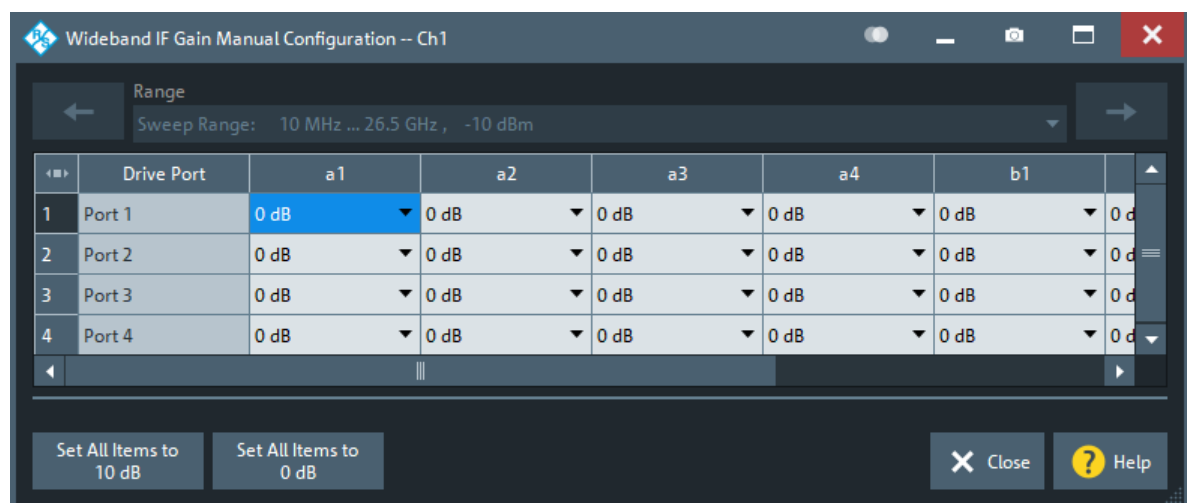 Wideband IF Gain Manual Configuration -- Ch1
Range
Sweep Range: 10 MHz ... 26.5 GHz , -10 dBm
Drive Port a1 a2 a3 a4 b1
1 Port 1 0 dB 0 dB 0 dB 0 dB 0 dB 0 d
2 Port 2 0 dB 0 dB 0 dB 0 dB 0 dB 0 d
3 Port 3 0 dB 0 dB 0 dB 0 dB 0 dB 0 d
4 Port 4 0 dB 0 dB 0 dB 0 dB 0 dB 0 d
Set All Items to
10 dB
Set All Items to
0 dB
Close
? Help